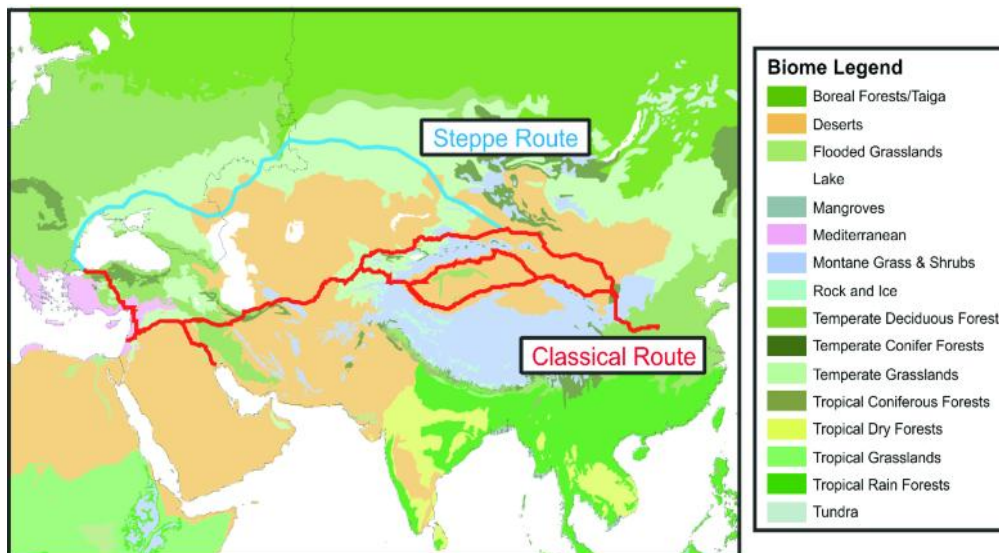 Steppe Route
Classical Route
Biome Legend
Boreal Forests/Taiga
Deserts
Flooded Grasslands
Lake
Mangroves
Mediterranean
Montane Grass & Shrubs
Rock and Ice
Temperate Deciduous Forest
Temperate Conifer Forests
Temperate Grasslands
Tropical Coniferous Forests
Tropical Dry Forests
Tropical Grasslands
Tropical Rain Forests
Tundra